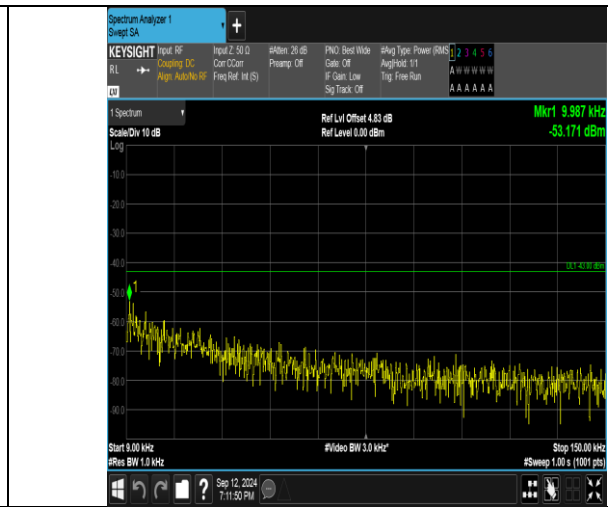 Spectrum Analyzer 1
Swept SA
+
KEYSIGHT
RL
Input: RF
Coupling: DC
Align: Auto/No RF
Input Z: 50 Ω
Corr CCorr
Freq Ref: Int (S)
#Atten: 26 dB
Preamp: Off
PNO: Best Wide
Gate: Off
IF Gain: Low
Sig Track: Off
#Avg Type: Power (RMS
Avg|Hold: 1/1
Trig: Free Run
1 2 3 4 5 6
A W W W W W
A A A A A A
1 Spectrum
Scale/Div 10 dB
Log
Ref Lvl Offset 4.83 dB
Ref Level 0.00 dBm
Mkr1 9.987 kHz
-53.171 dBm
-10.0
-20.0
-30.0
-40.0
DL1 -43.00 dBm
-50.0
1
-60.0
-70.0
-80.0
-90.0
Start 9.00 kHz
#Video BW 3.0 kHz*
Stop 150.00 kHz
#Res BW 1.0 kHz
#Sweep 1.00 s (1001 pts)
?
Sep 12, 2024
7:11:50 PM